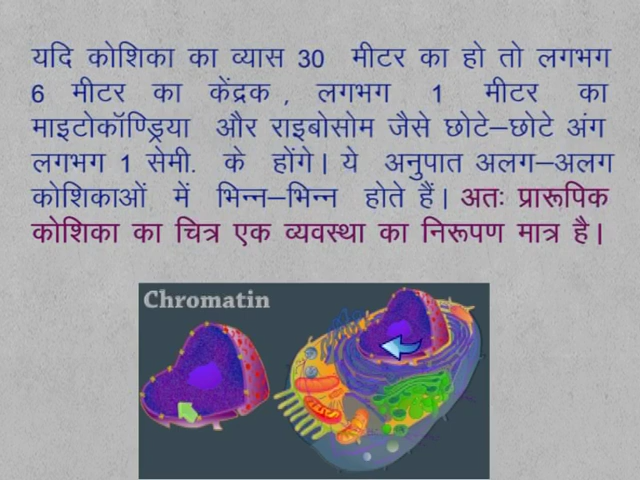 यदि कोशिका का व्यास 30 मीटर का हो तो लगभग
6 मीटर का केंद्रक , लगभग 1 मीटर का
माइटोकॉण्ड्रिया और राइबोसोम जैसे छोटे–छोटे अंग
लगभग 1 सेमी. के होंगे। ये अनुपात अलग–अलग
कोशिकाओं में भिन्न–भिन्न होते हैं। अतः प्रारूपिक
कोशिका का चित्र एक व्यवस्था का निरूपण मात्र है।
Chromatin